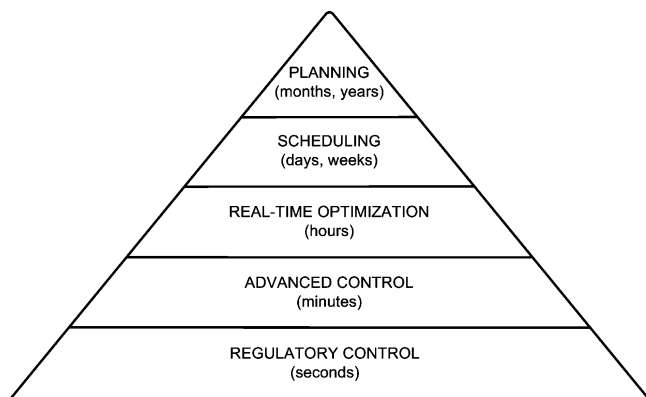 PLANNING
(months, years)
SCHEDULING
(days, weeks)
REAL-TIME OPTIMIZATION
(hours)
ADVANCED CONTROL
(minutes)
REGULATORY CONTROL
(seconds)